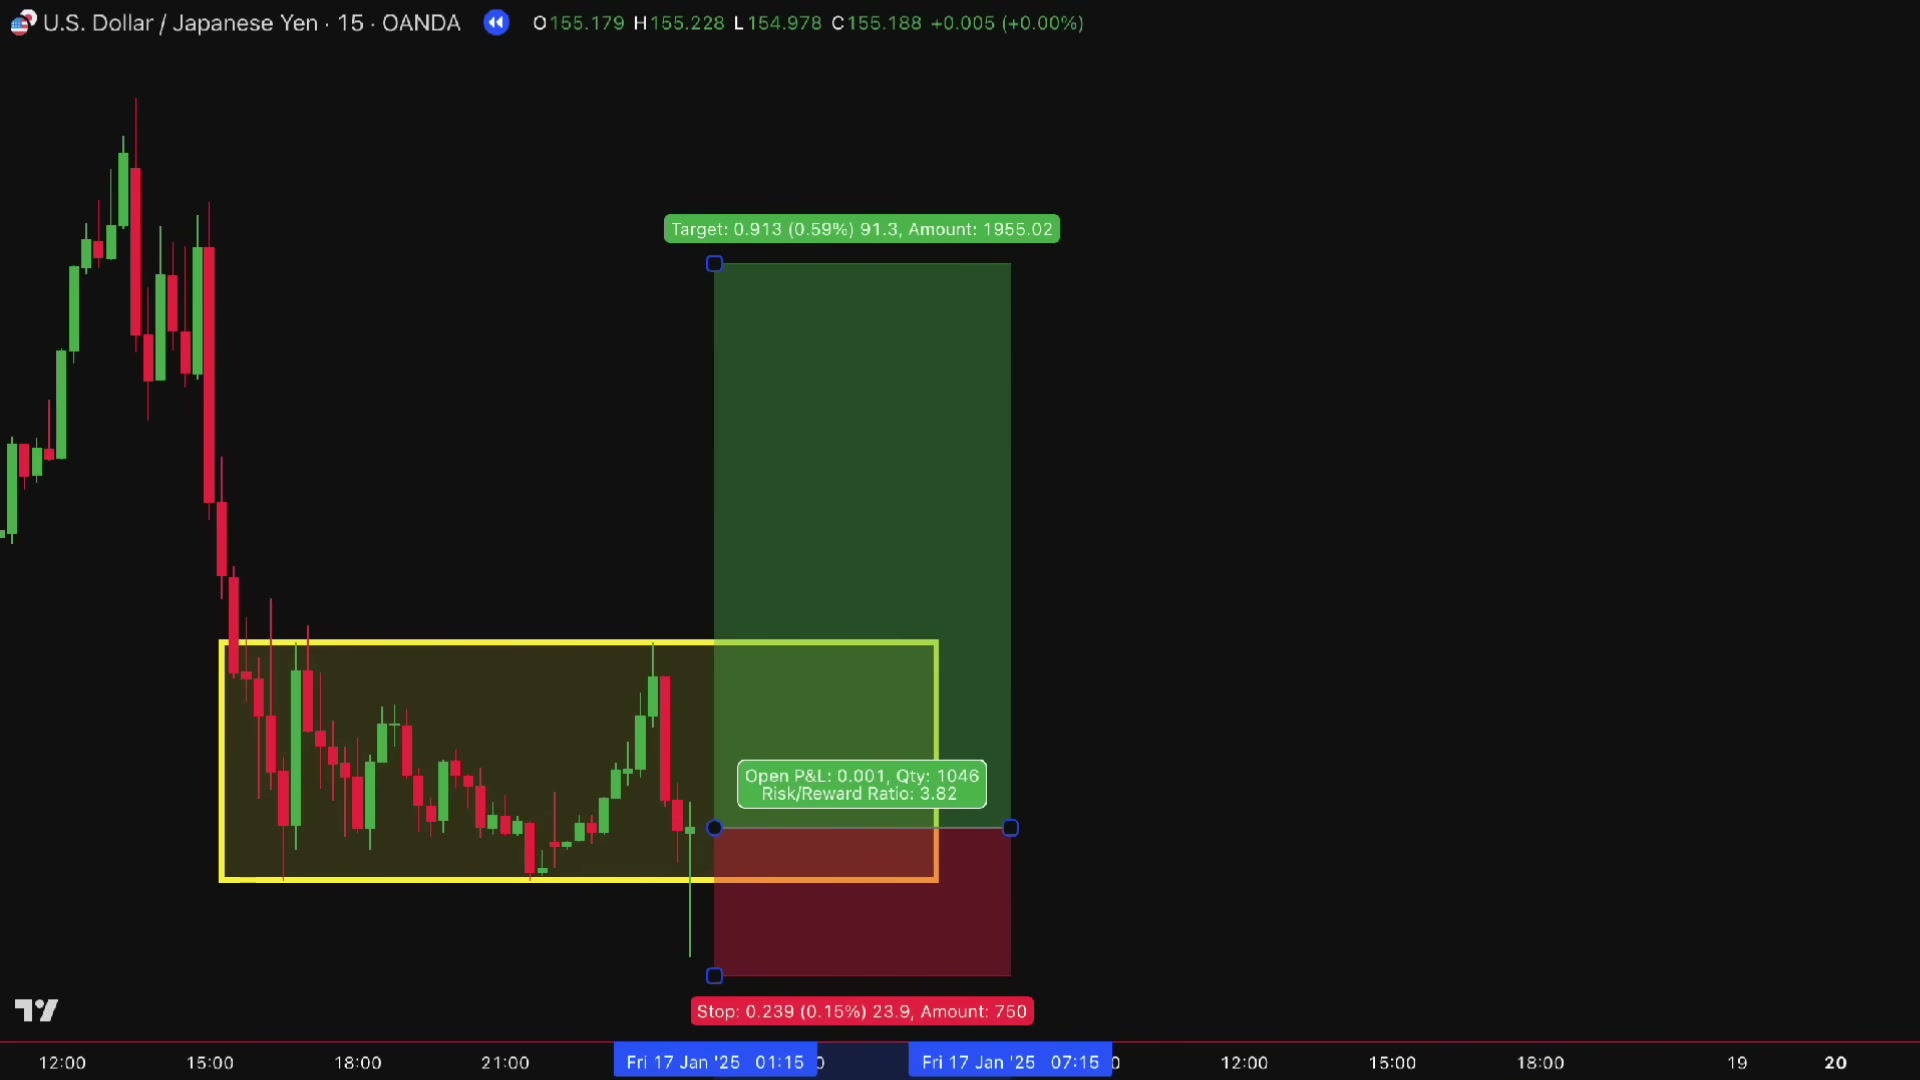 U.S. Dollar / Japanese Yen · 15 · OANDA O155.179 H155.228 L154.978 C155.188 +0.005 (+0.00%)
Target: 0.913 (0.59%) 91.3, Amount: 1955.02
Open P&L: 0.001, Qty: 1046
Risk/Reward Ratio: 3.82
Stop: 0.239 (0.15%) 23.9, Amount: 750
12:00 15:00 18:00 21:00 Fri 17 Jan '25 01:15 Fri 17 Jan '25 07:15 12:00 15:00 18:00 19 20